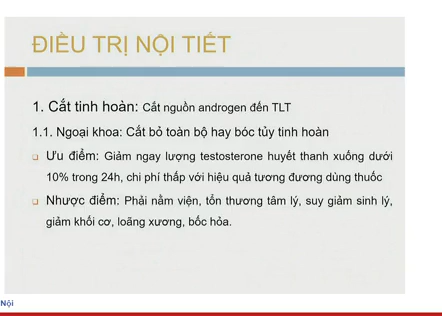 ĐIỀU TRỊ NỘI TIẾT
1. Cắt tinh hoàn: Cắt nguồn androgen đến TLT
1.1. Ngoại khoa: Cắt bỏ toàn bộ hay bóc tủy tinh hoàn
Ưu điểm: Giảm ngay lượng testosterone huyết thanh xuống dưới
10% trong 24h, chi phí thấp với hiệu quả tương đương dùng thuốc
Nhược điểm: Phải nằm viện, tổn thương tâm lý, suy giảm sinh lý,
giảm khối cơ, loãng xương, bốc hỏa.
Nội